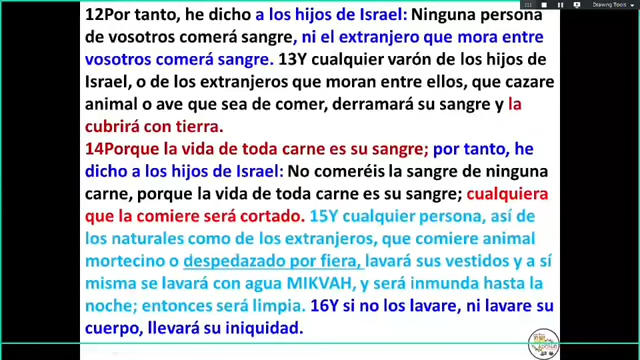 Drawing Tools
12Por tanto, he dicho a los hijos de Israel: Ninguna persona
de vosotros comerá sangre, ni el extranjero que mora entre
vosotros comerá sangre. 13Y cualquier varón de los hijos de
Israel, o de los extranjeros que moran entre ellos, que cazare
animal o ave que sea de comer, derramará su sangre y la
cubrirá con tierra.
14Porque la vida de toda carne es su sangre; por tanto, he
dicho a los hijos de Israel: No comeréis la sangre de ninguna
carne, porque la vida de toda carne es su sangre; cualquiera
que la comiere será cortado. 15Y cualquier persona, así de
los naturales como de los extranjeros, que comiere animal
mortecino o despedazado por fiera, lavará sus vestidos y a sí
misma se lavará con agua MIKVAH, y será inmunda hasta la
noche; entonces será limpia. 16Y si no los lavare, ni lavare su
cuerpo, llevará su iniquidad.